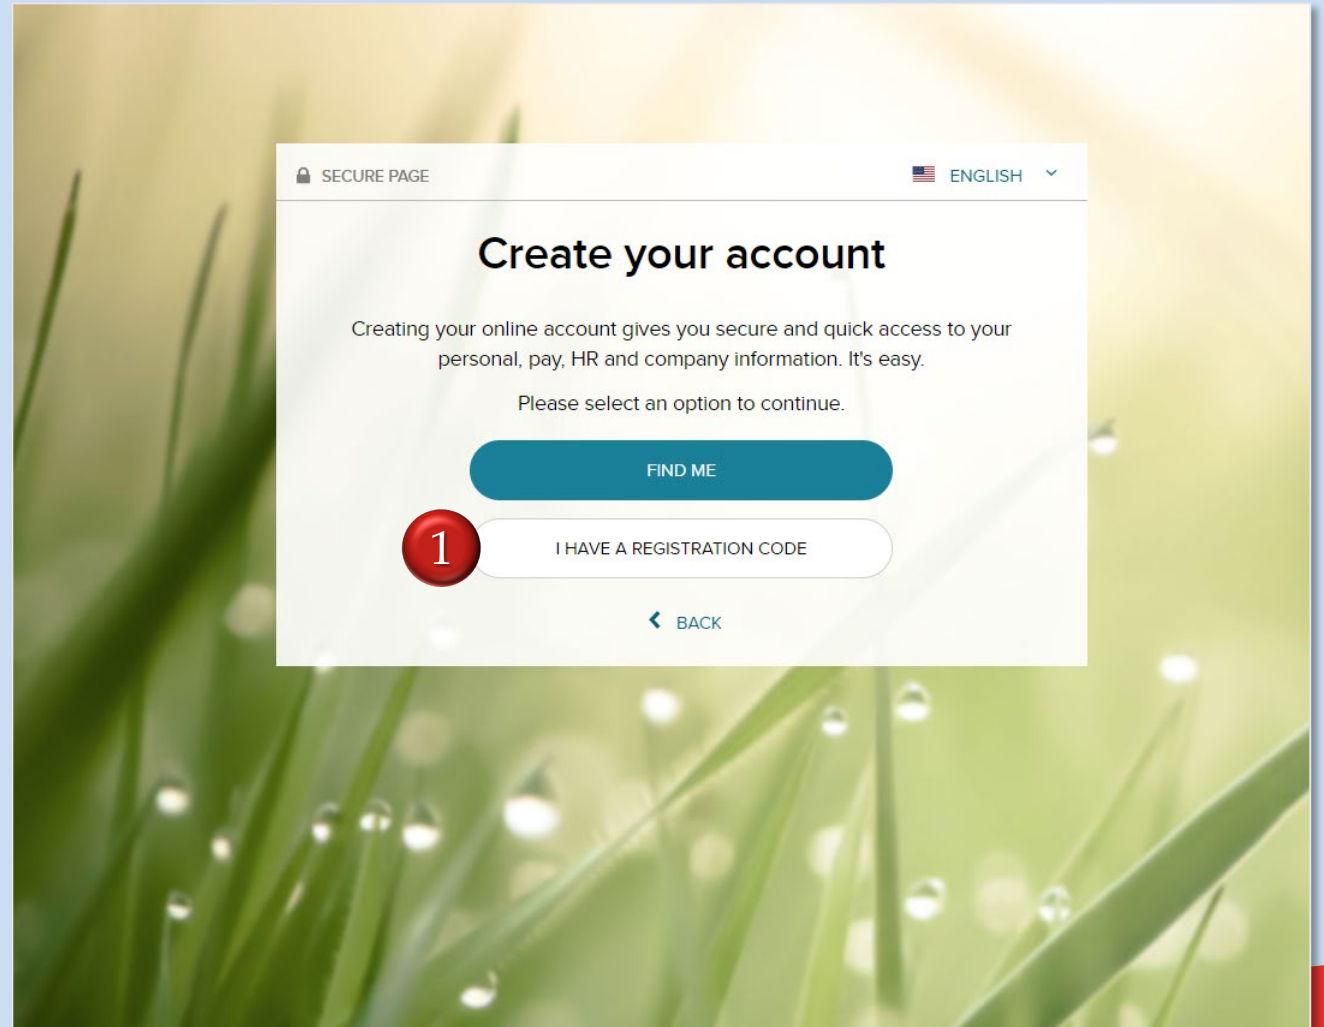 SECURE PAGE
ENGLISH
Create your account
Creating your online account gives you secure and quick access to your
personal, pay, HR and company information. It's easy.
Please select an option to continue.
FIND ME
1
I HAVE A REGISTRATION CODE
BACK